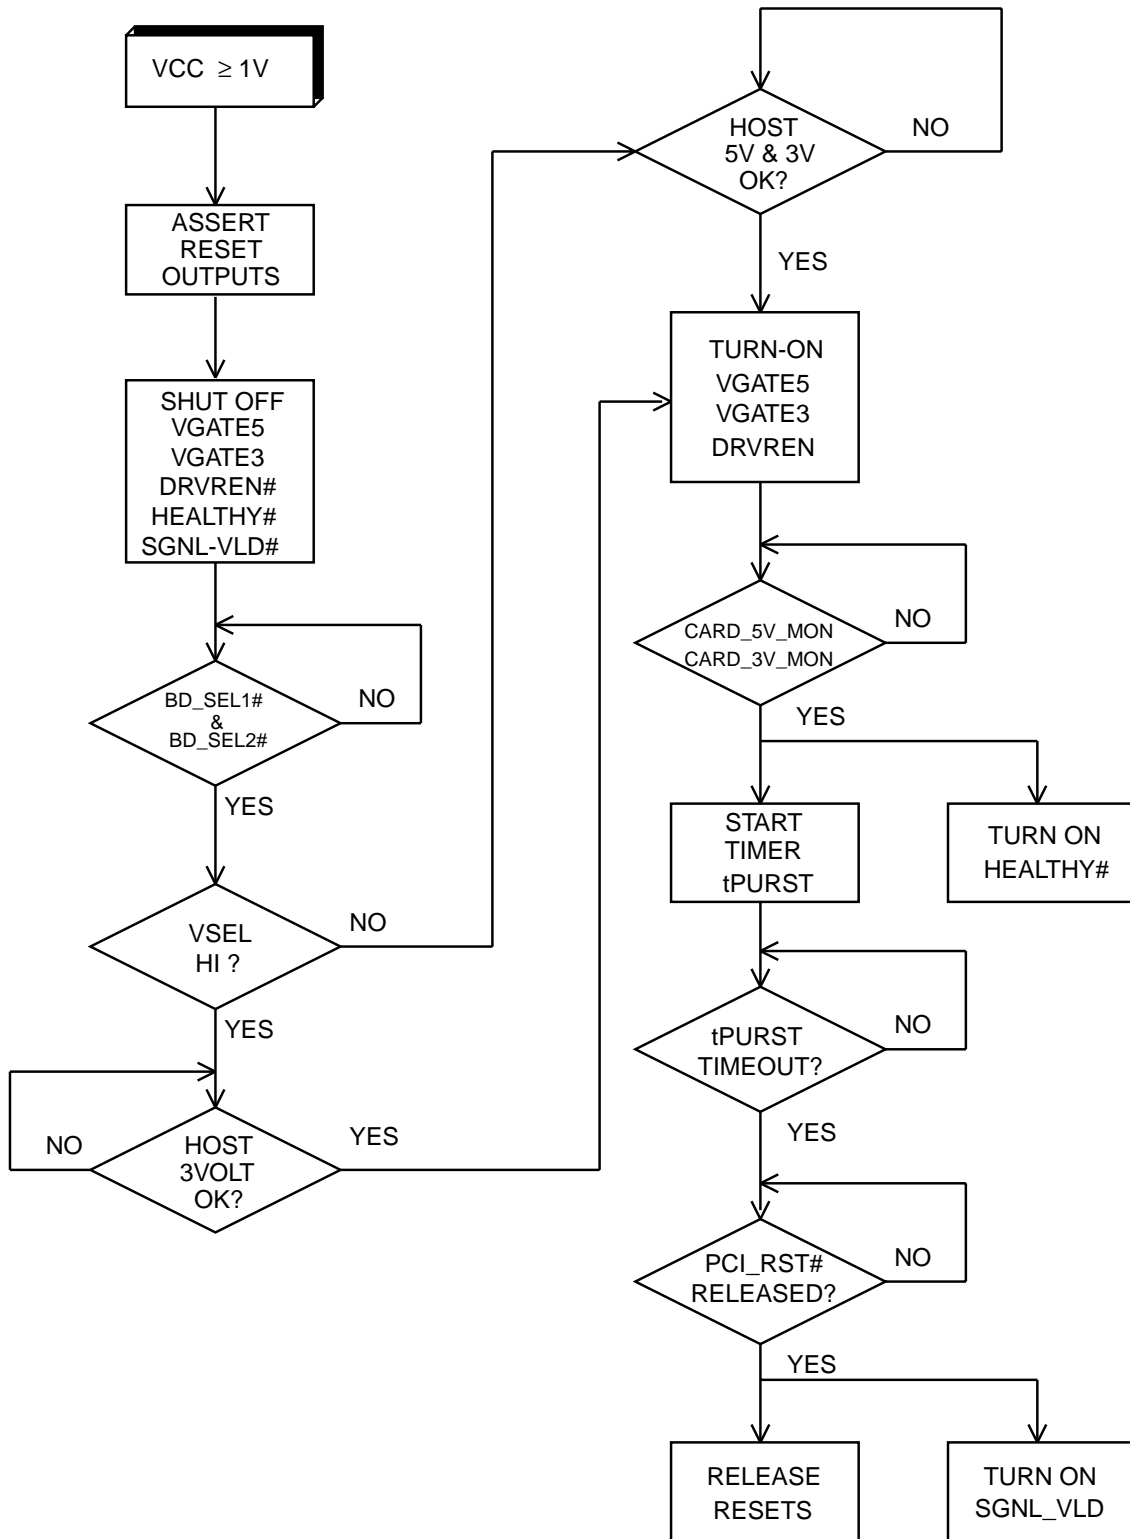 VCC ≥ 1V
ASSERT
RESET
OUTPUTS
SHUT OFF
VGATE5
VGATE3
DRVREN#
HEALTHY#
SGNL-VLD#
BD_SEL1#
&
BD_SEL2#
NO
YES
VSEL
HI ?
NO
YES
HOST
3VOLT
OK?
NO
YES
HOST
5V & 3V
OK?
NO
YES
TURN-ON
VGATE5
VGATE3
DRVREN
CARD_5V_MON
CARD_3V_MON
NO
YES
START
TIMER
tPURST
TURN ON
HEALTHY#
tPURST
TIMEOUT?
NO
YES
PCI_RST#
RELEASED?
NO
YES
RELEASE
RESETS
TURN ON
SGNL_VLD